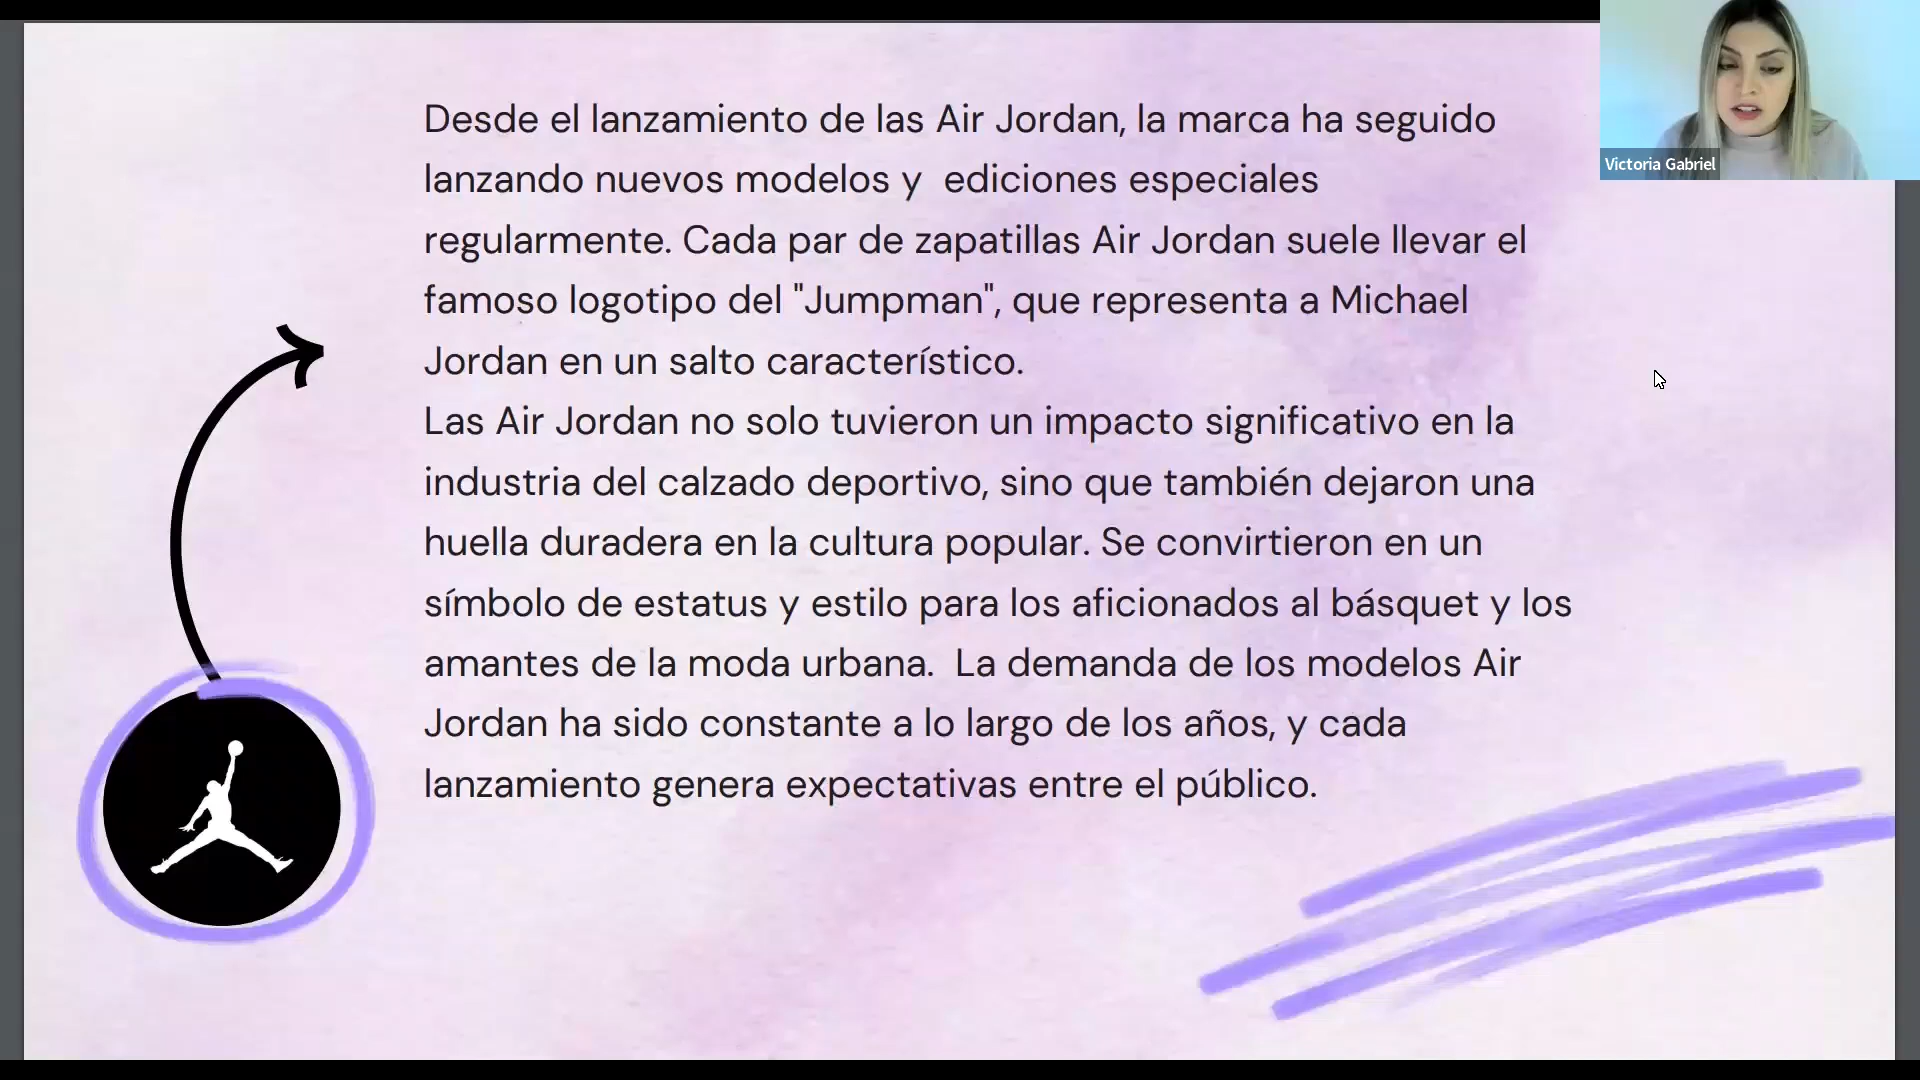 Desde el lanzamiento de las Air Jordan, la marca ha seguido
lanzando nuevos modelos y  ediciones especiales
regularmente. Cada par de zapatillas Air Jordan suele llevar el
famoso logotipo del "Jumpman", que representa a Michael
Jordan en un salto característico.
Las Air Jordan no solo tuvieron un impacto significativo en la
industria del calzado deportivo, sino que también dejaron una
huella duradera en la cultura popular. Se convirtieron en un
símbolo de estatus y estilo para los aficionados al básquet y los
amantes de la moda urbana.  La demanda de los modelos Air
Jordan ha sido constante a lo largo de los años, y cada
lanzamiento genera expectativas entre el público.
Victoria Gabriel